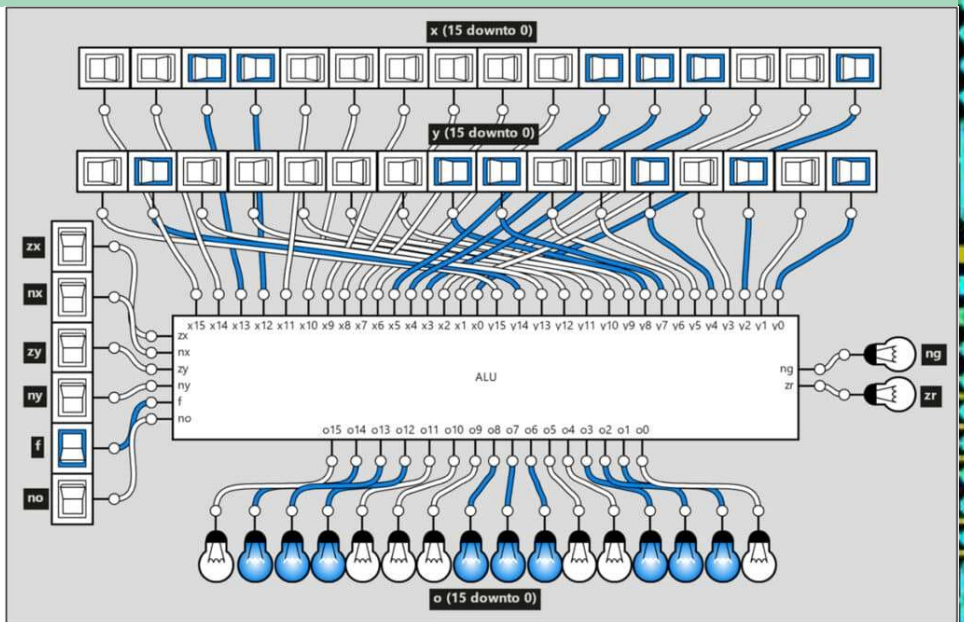 x (15 downto 0)
y (15 downto 0)
zx
nx
zy
ny
f
no
x15 x14 x13 x12 x11 x10 x9 x8 x7 x6 x5 x4 x3 x2 x1 x0 y15 y14 y13 y12 y11 y10 y9 y8 y7 y6 y5 y4 y3 y2 y1 y0
zx
nx
zy
ny
f
no
ALU
ng
zr
ng
zr
o15 o14 o13 o12 o11 o10 o9 o8 o7 o6 o5 o4 o3 o2 o1 o0
o (15 downto 0)